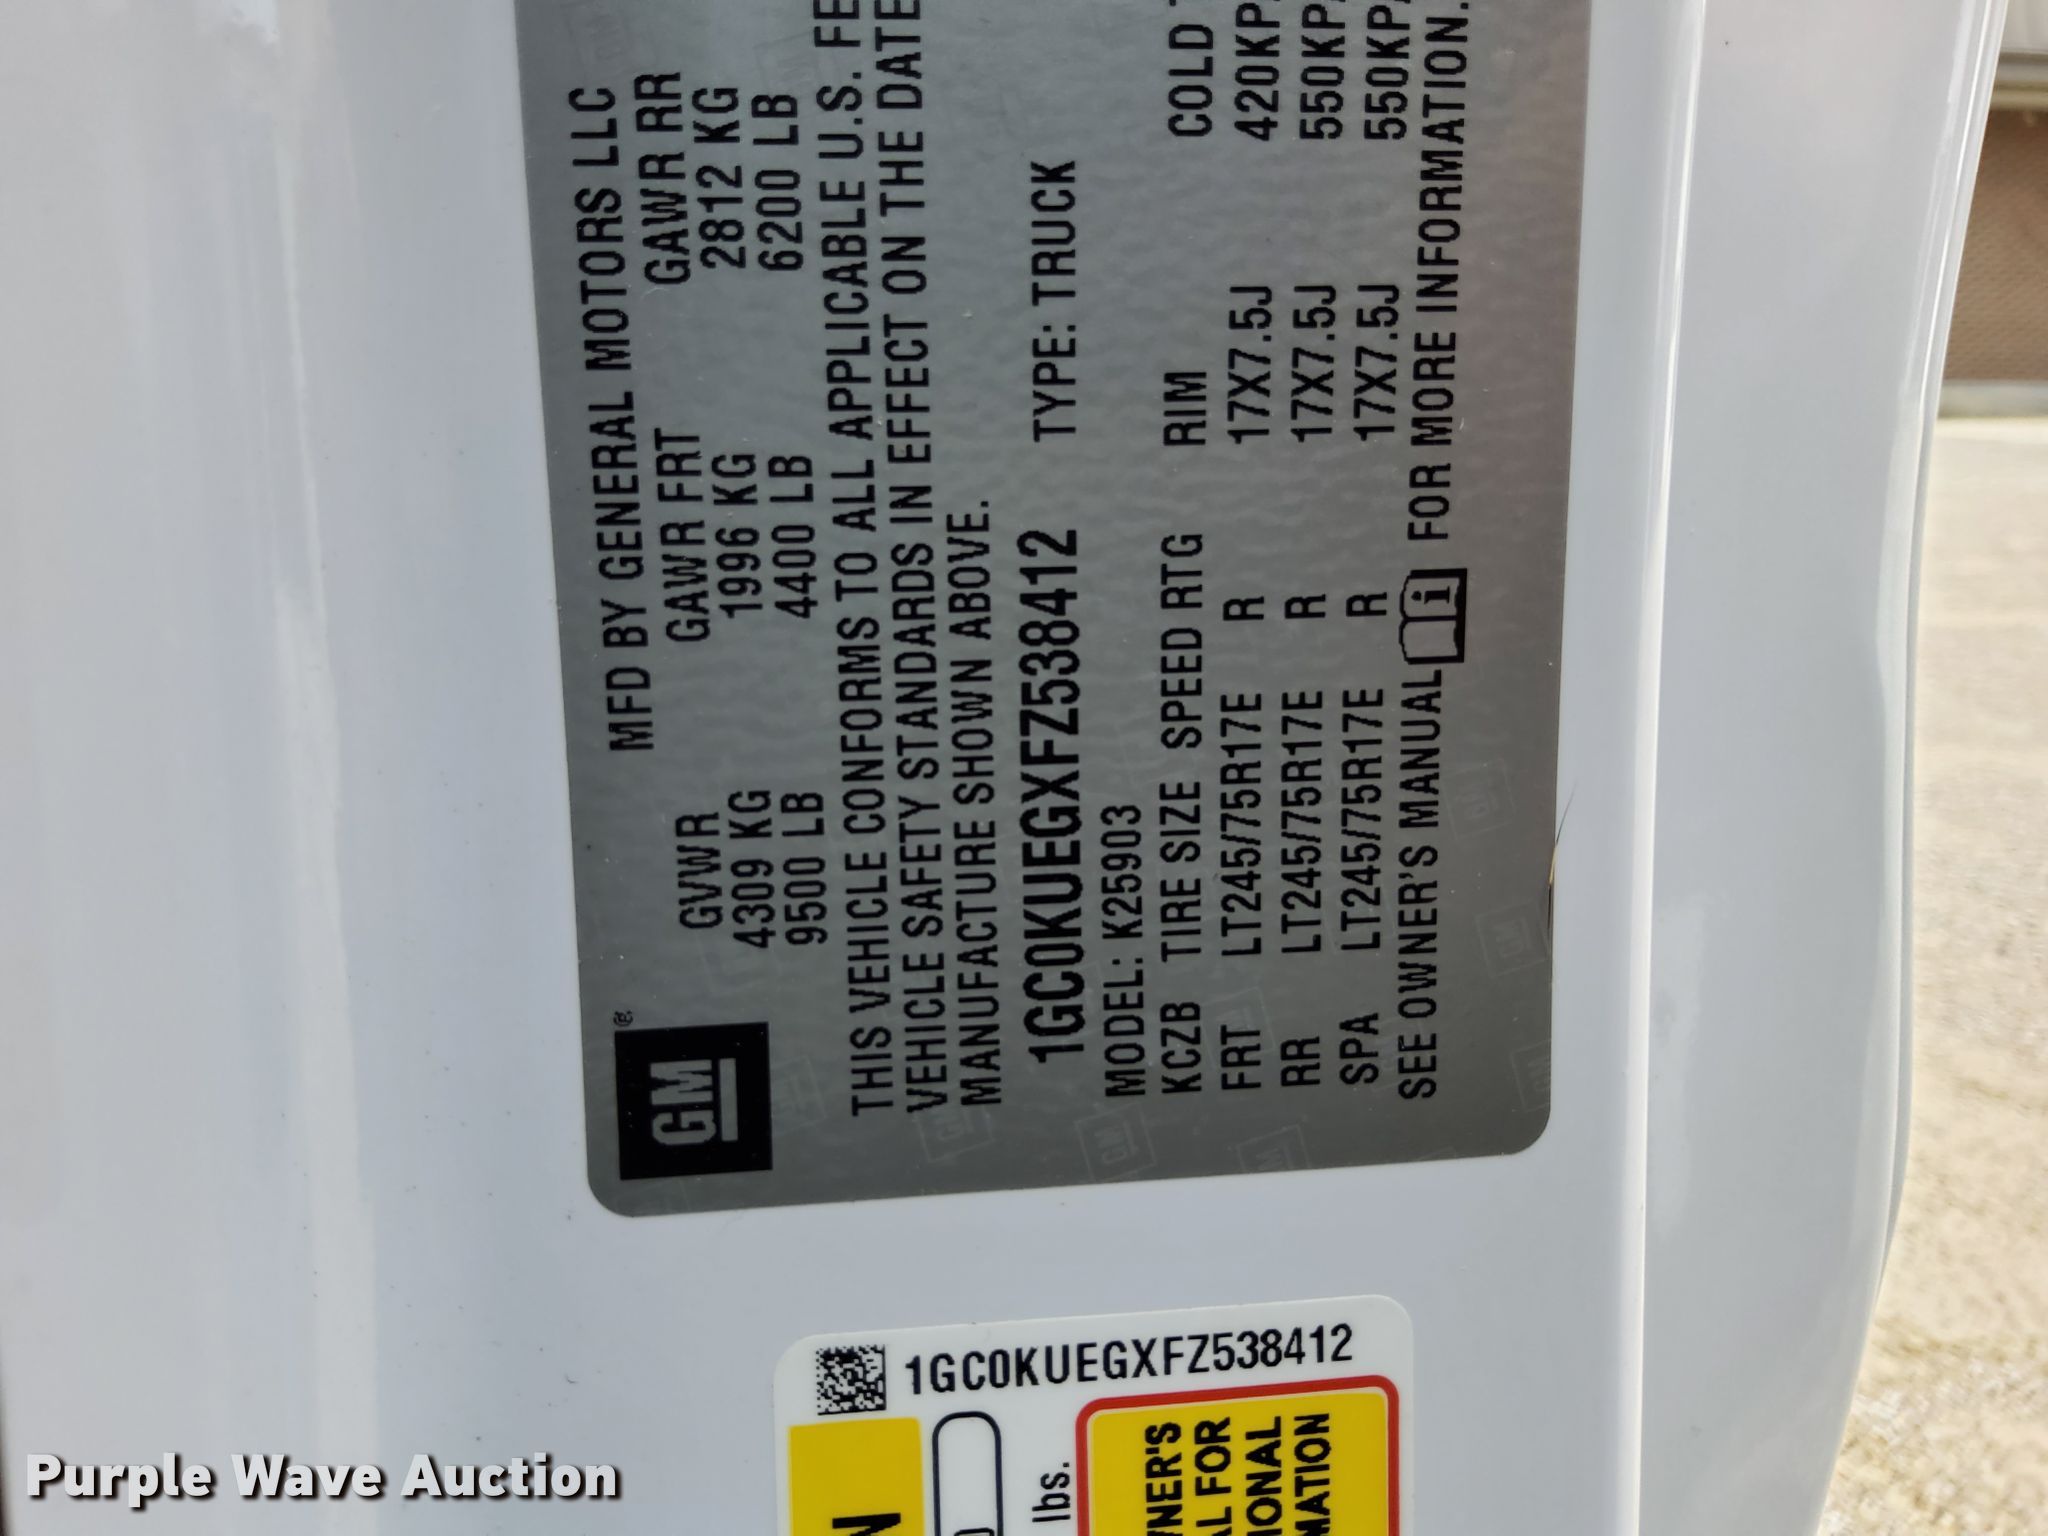 GM®
MFD BY GENERAL MOTORS LLC
GVWR GAWR FRT GAWR RR
4309 KG 1996 KG 2812 KG
9500 LB 4400 LB 6200 LB
THIS VEHICLE CONFORMS TO ALL APPLICABLE U.S. FE
VEHICLE SAFETY STANDARDS IN EFFECT ON THE DATE
MANUFACTURE SHOWN ABOVE.
1GC0KUEGXFZ538412 TYPE: TRUCK
MODEL: K25903
KCZB TIRE SIZE SPEED RTG RIM COLD
FRT LT245/75R17E R 17X7.5J 420KPA
RR LT245/75R17E R 17X7.5J 550KPA
SPA LT245/75R17E R 17X7.5J 550KPA
SEE OWNER'S MANUAL FOR MORE INFORMATION.
1GC0KUEGXFZ538412
N
lbs.
WNER'S
AL FOR
IONAL
MATION
Purple Wave Auction